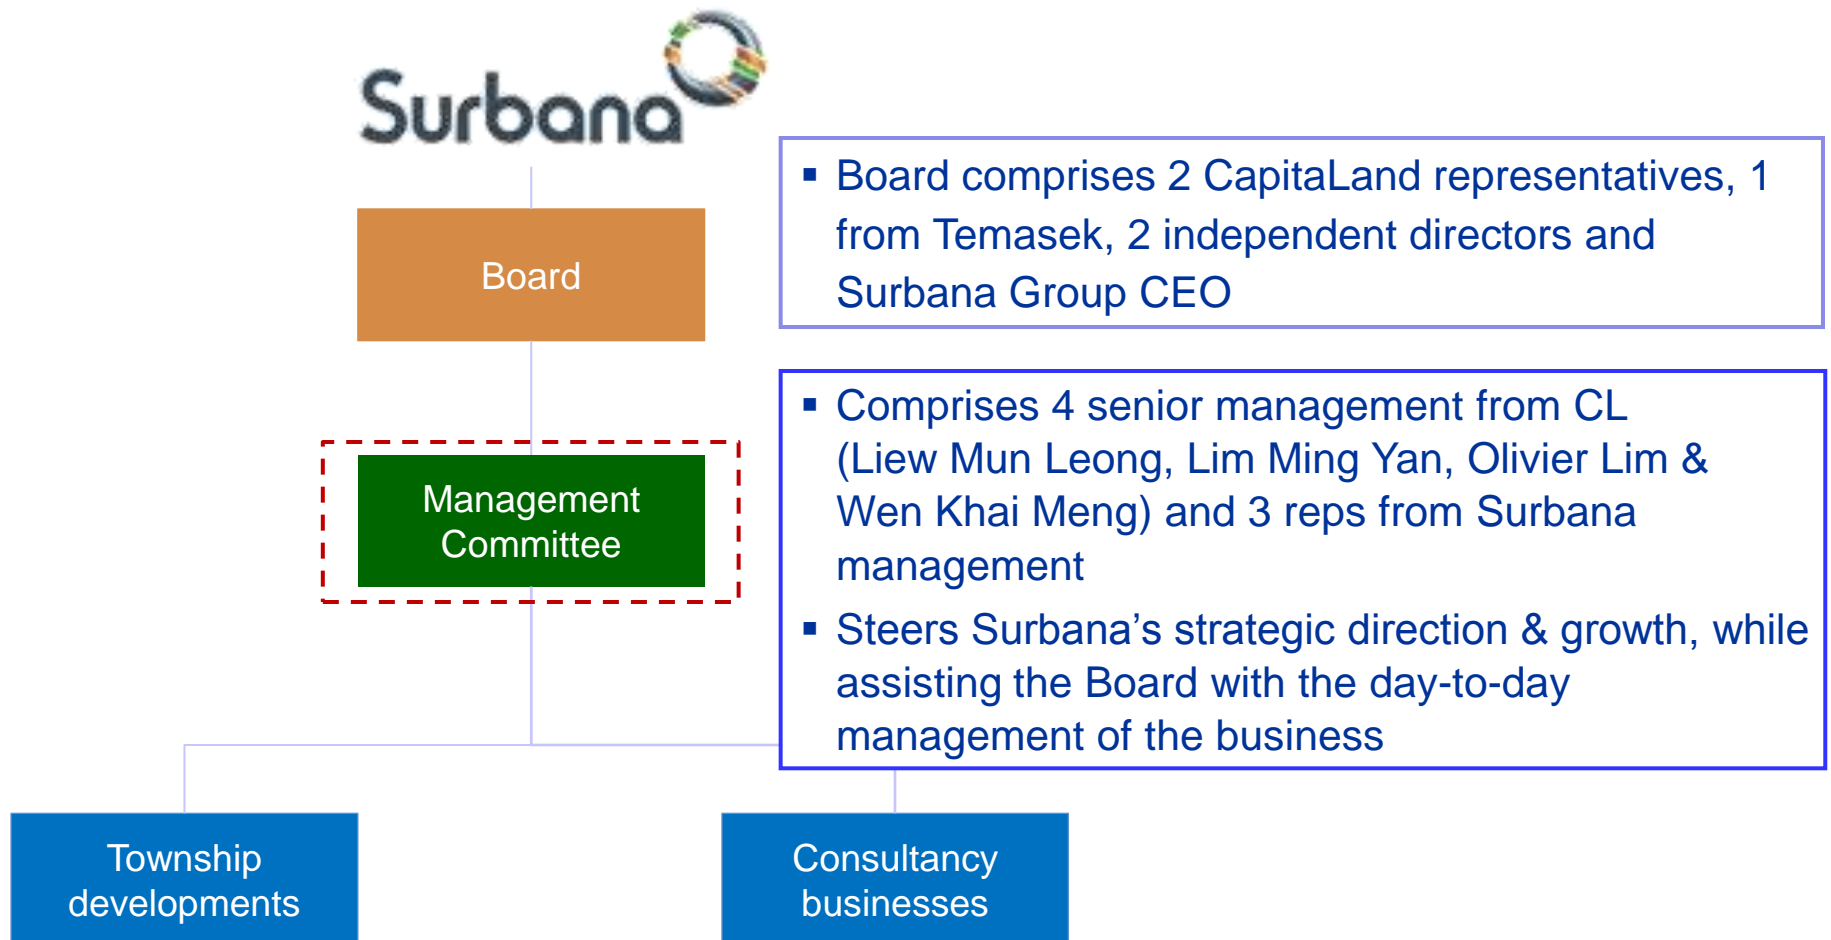 Surbana
Board
▪ Board comprises 2 CapitaLand representatives, 1
from Temasek, 2 independent directors and
Surbana Group CEO
Management
Committee
▪ Comprises 4 senior management from CL
(Liew Mun Leong, Lim Ming Yan, Olivier Lim &
Wen Khai Meng) and 3 reps from Surbana
management
▪ Steers Surbana’s strategic direction & growth, while
assisting the Board with the day-to-day
management of the business
Township
developments
Consultancy
businesses